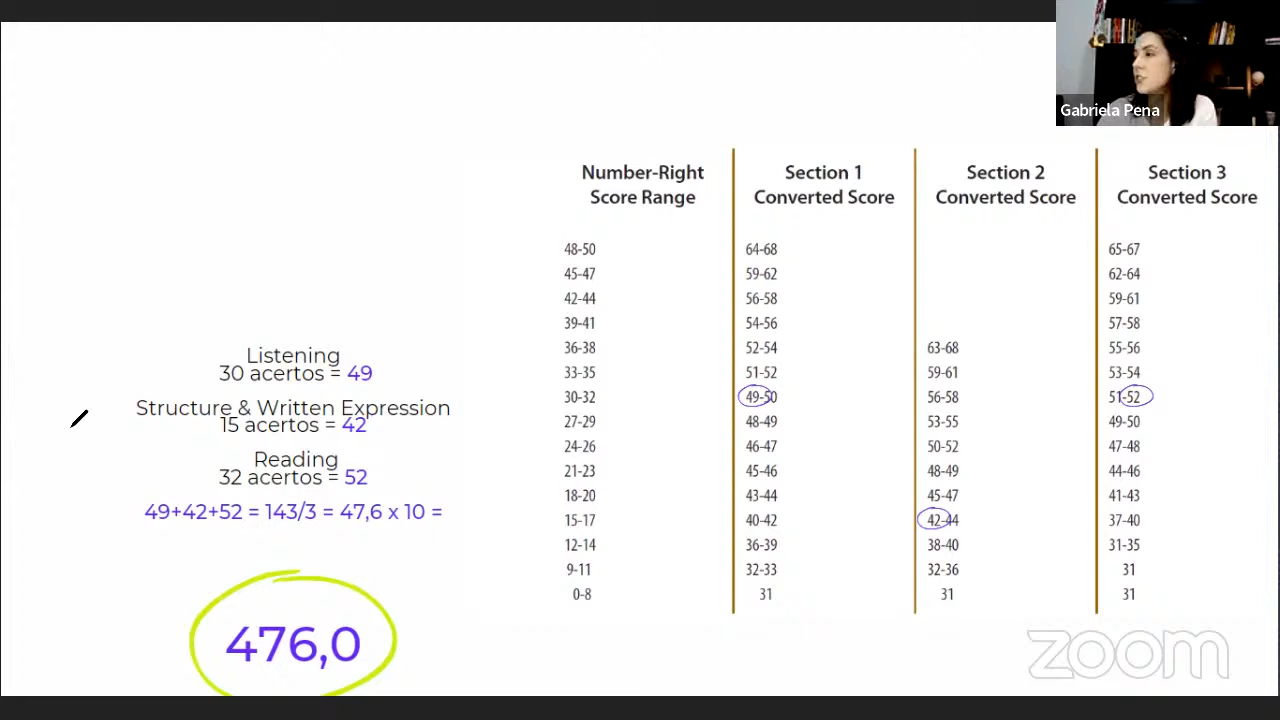 Gabriela Pena
Number-Right Score Range
Section 1 Converted Score
Section 2 Converted Score
Section 3 Converted Score
48-50 64-68 65-67
45-47 59-62 62-64
42-44 56-58 59-61
39-41 54-56 57-58
36-38 52-54 63-68 55-56
33-35 51-52 59-61 53-54
30-32 49-50 56-58 51-52
27-29 48-49 53-55 49-50
24-26 46-47 50-52 47-48
21-23 45-46 48-49 44-46
18-20 43-44 45-47 41-43
15-17 40-42 42-44 37-40
12-14 36-39 38-40 31-35
9-11 32-33 32-36 31
0-8 31 31 31
Listening
30 acertos = 49
Structure & Written Expression
15 acertos = 42
Reading
32 acertos = 52
49+42+52 = 143/3 = 47,6 x 10 =
476,0
zoom